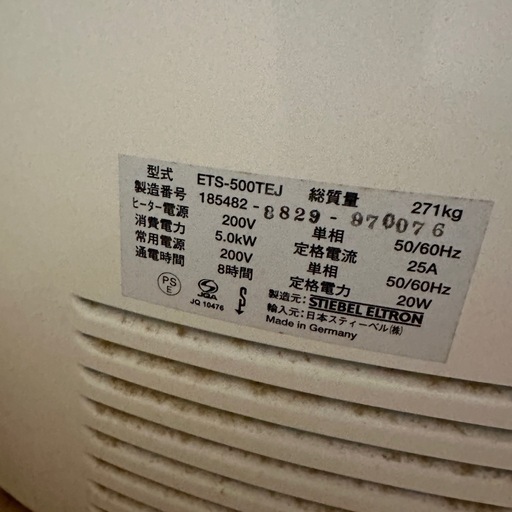 型式 ETS-500TEJ 総質量 271kg
製造番号 185482-8829-970076
ヒーター電源 200V 単相 50/60Hz
消費電力 5.0kW 定格電流 25A
常用電源 200V 単相 50/60Hz
通電時間 8時間 定格電力 20W
PS E JQA JQ 10476 S
製造元: STIEBEL ELTRON
輸入元: 日本スティーベル(株)
Made in Germany